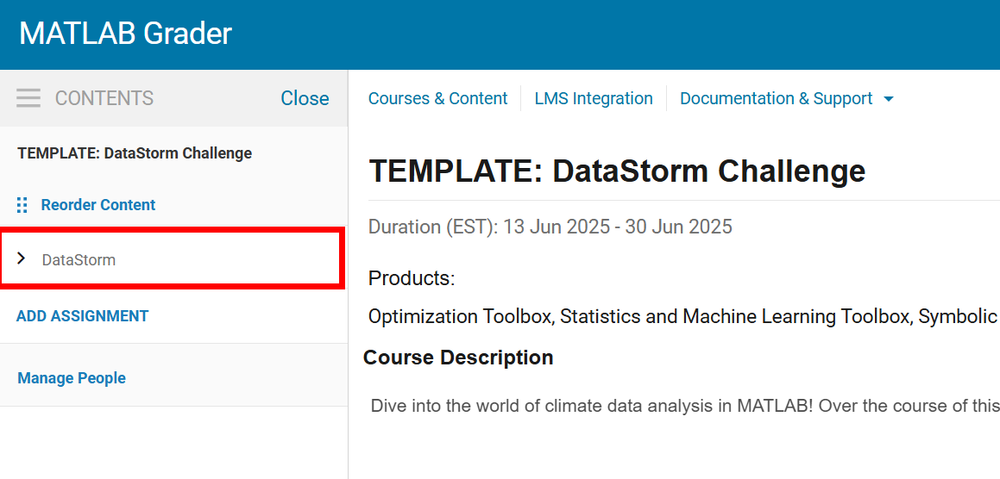 MATLAB Grader
CONTENTS
Close
TEMPLATE: DataStorm Challenge
Reorder Content
DataStorm
ADD ASSIGNMENT
Manage People
Courses & Content
LMS Integration
Documentation & Support
TEMPLATE: DataStorm Challenge
Duration (EST): 13 Jun 2025 - 30 Jun 2025
Products:
Optimization Toolbox, Statistics and Machine Learning Toolbox, Symbolic
Course Description
Dive into the world of climate data analysis in MATLAB! Over the course of this